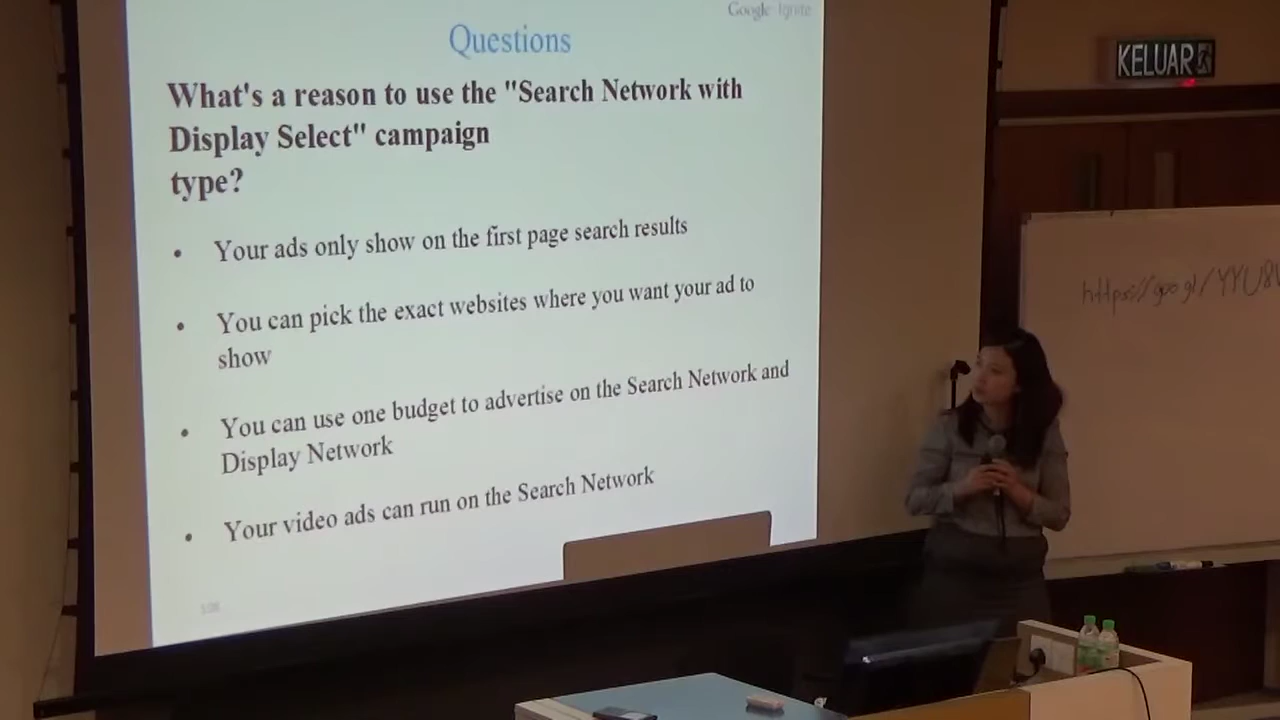 Google Ignite
Questions
What's a reason to use the "Search Network with
Display Select" campaign
type?
• Your ads only show on the first page search results
• You can pick the exact websites where you want your ad to
show
• You can use one budget to advertise on the Search Network and
Display Network
• Your video ads can run on the Search Network
KELUAR